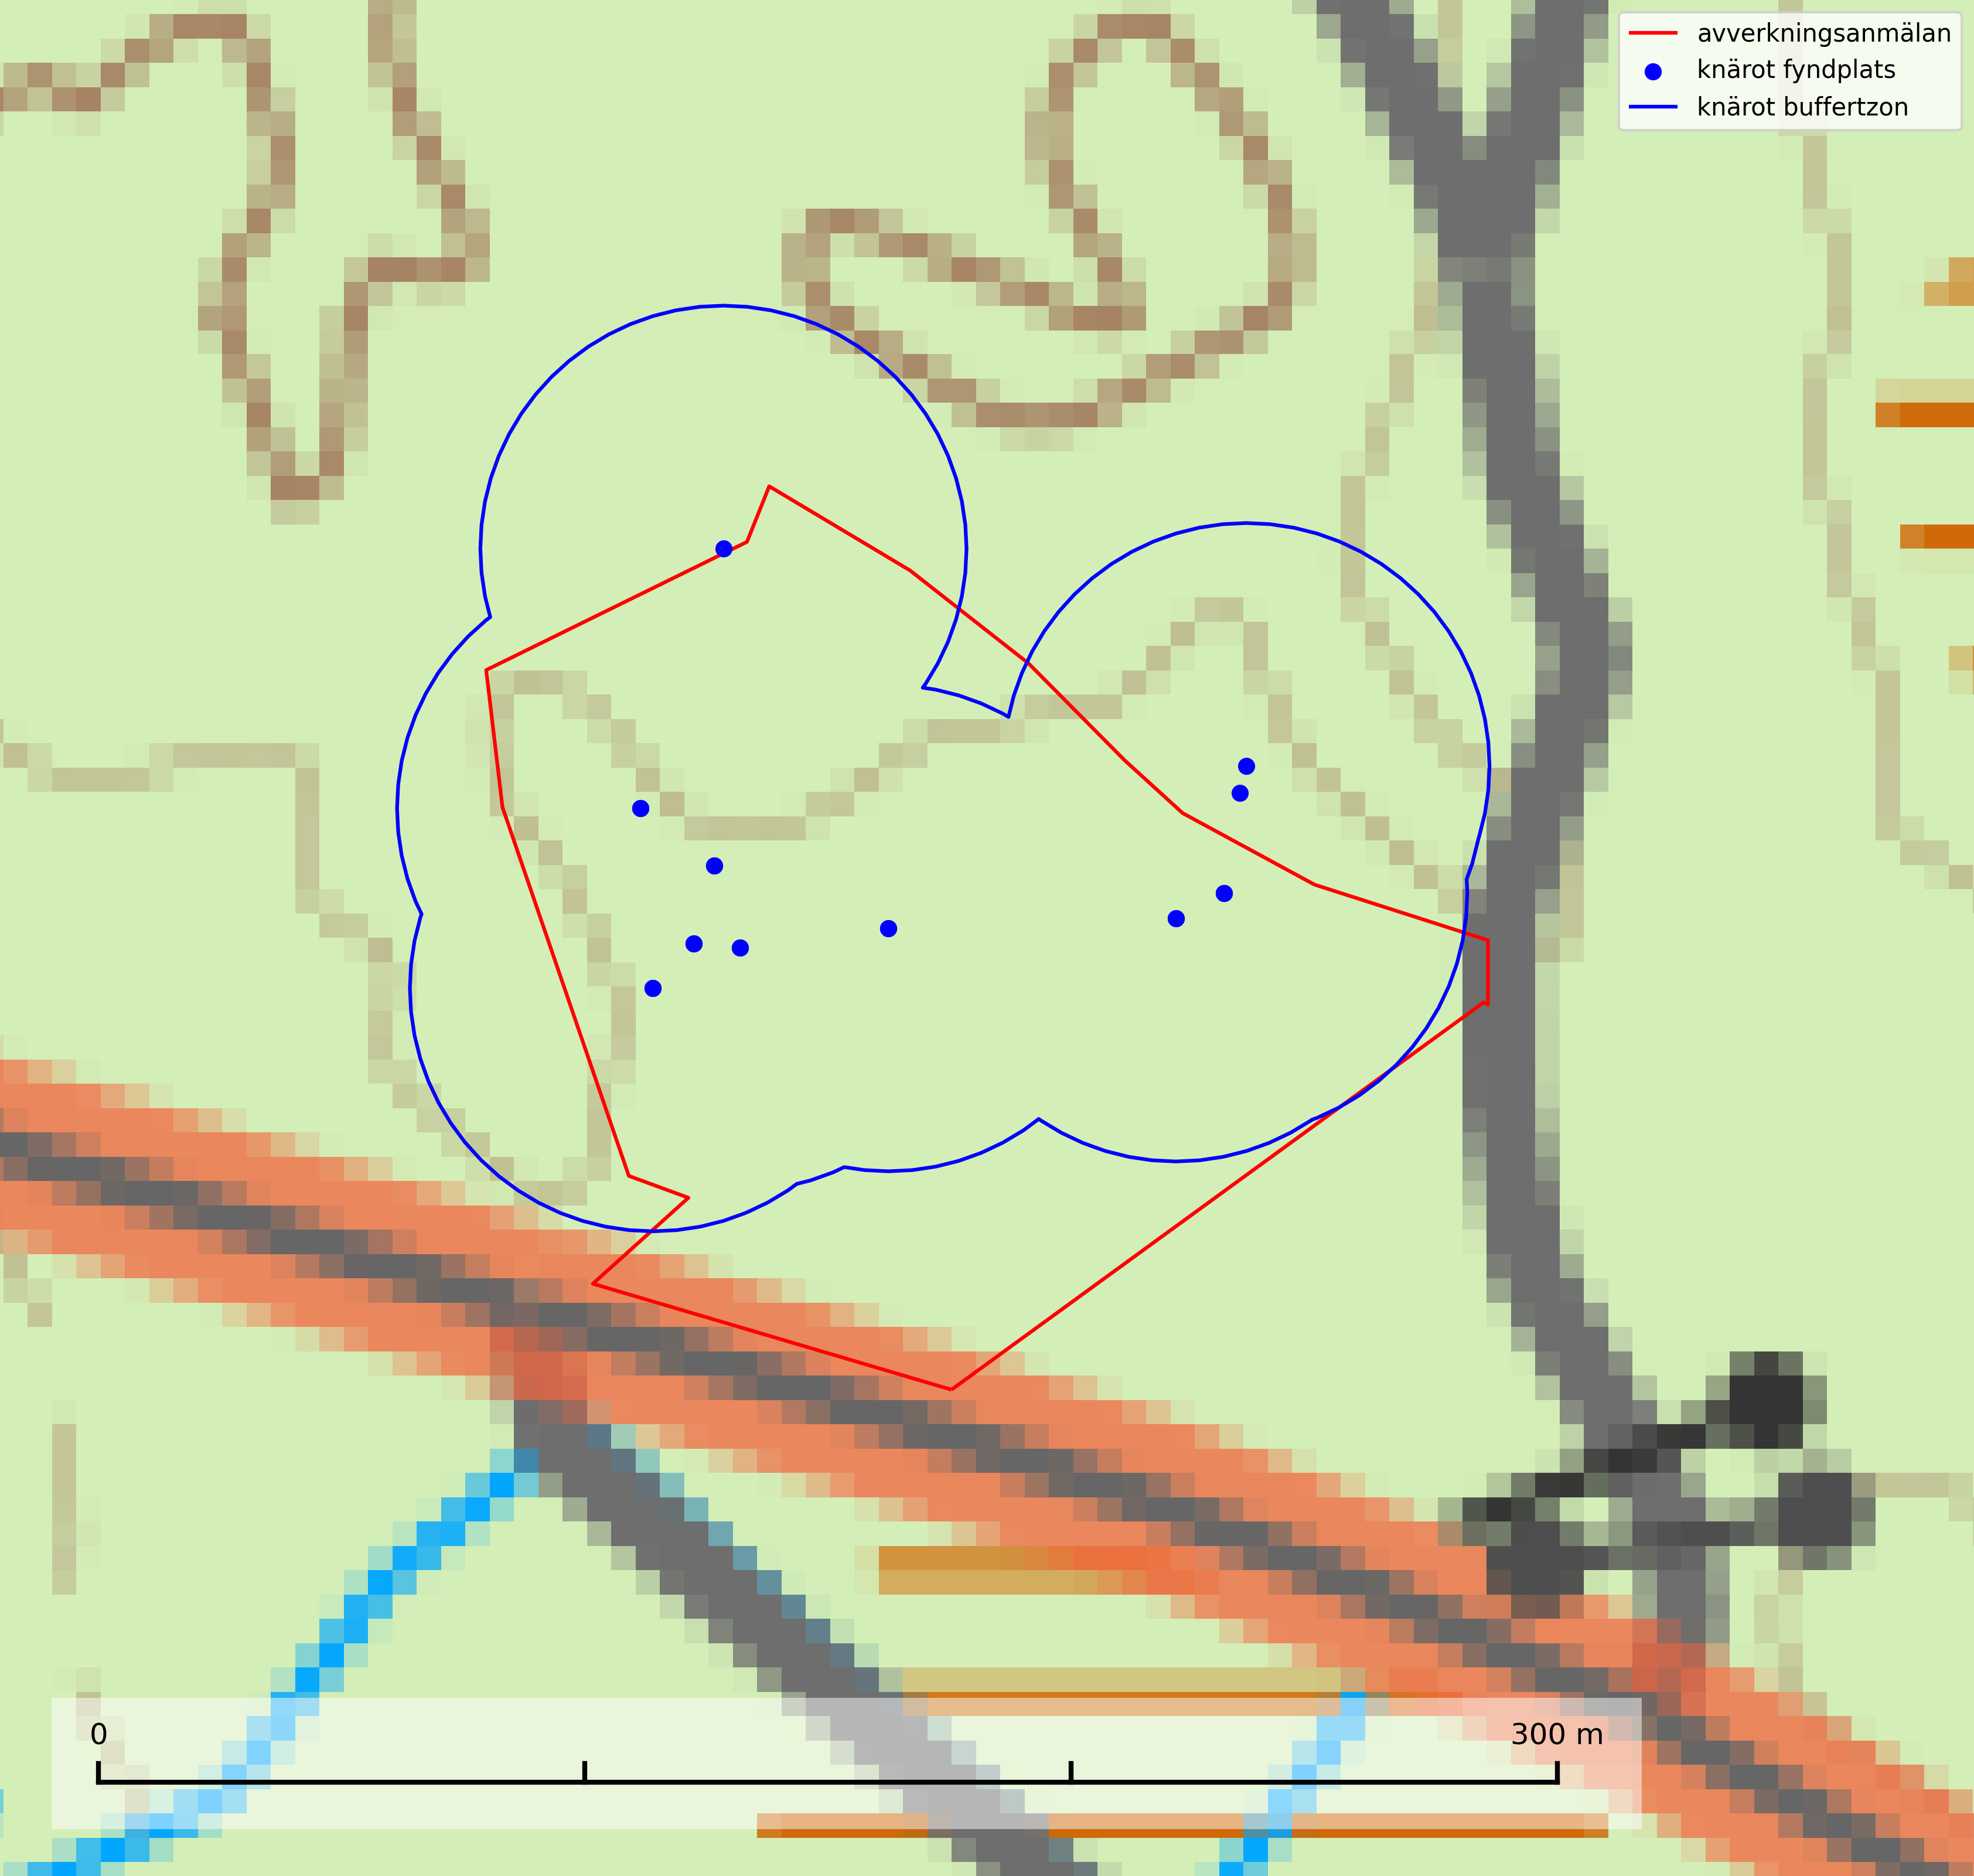 avverkningsanmälan
knärot fyndplats
knärot buffertzon
0
300 m